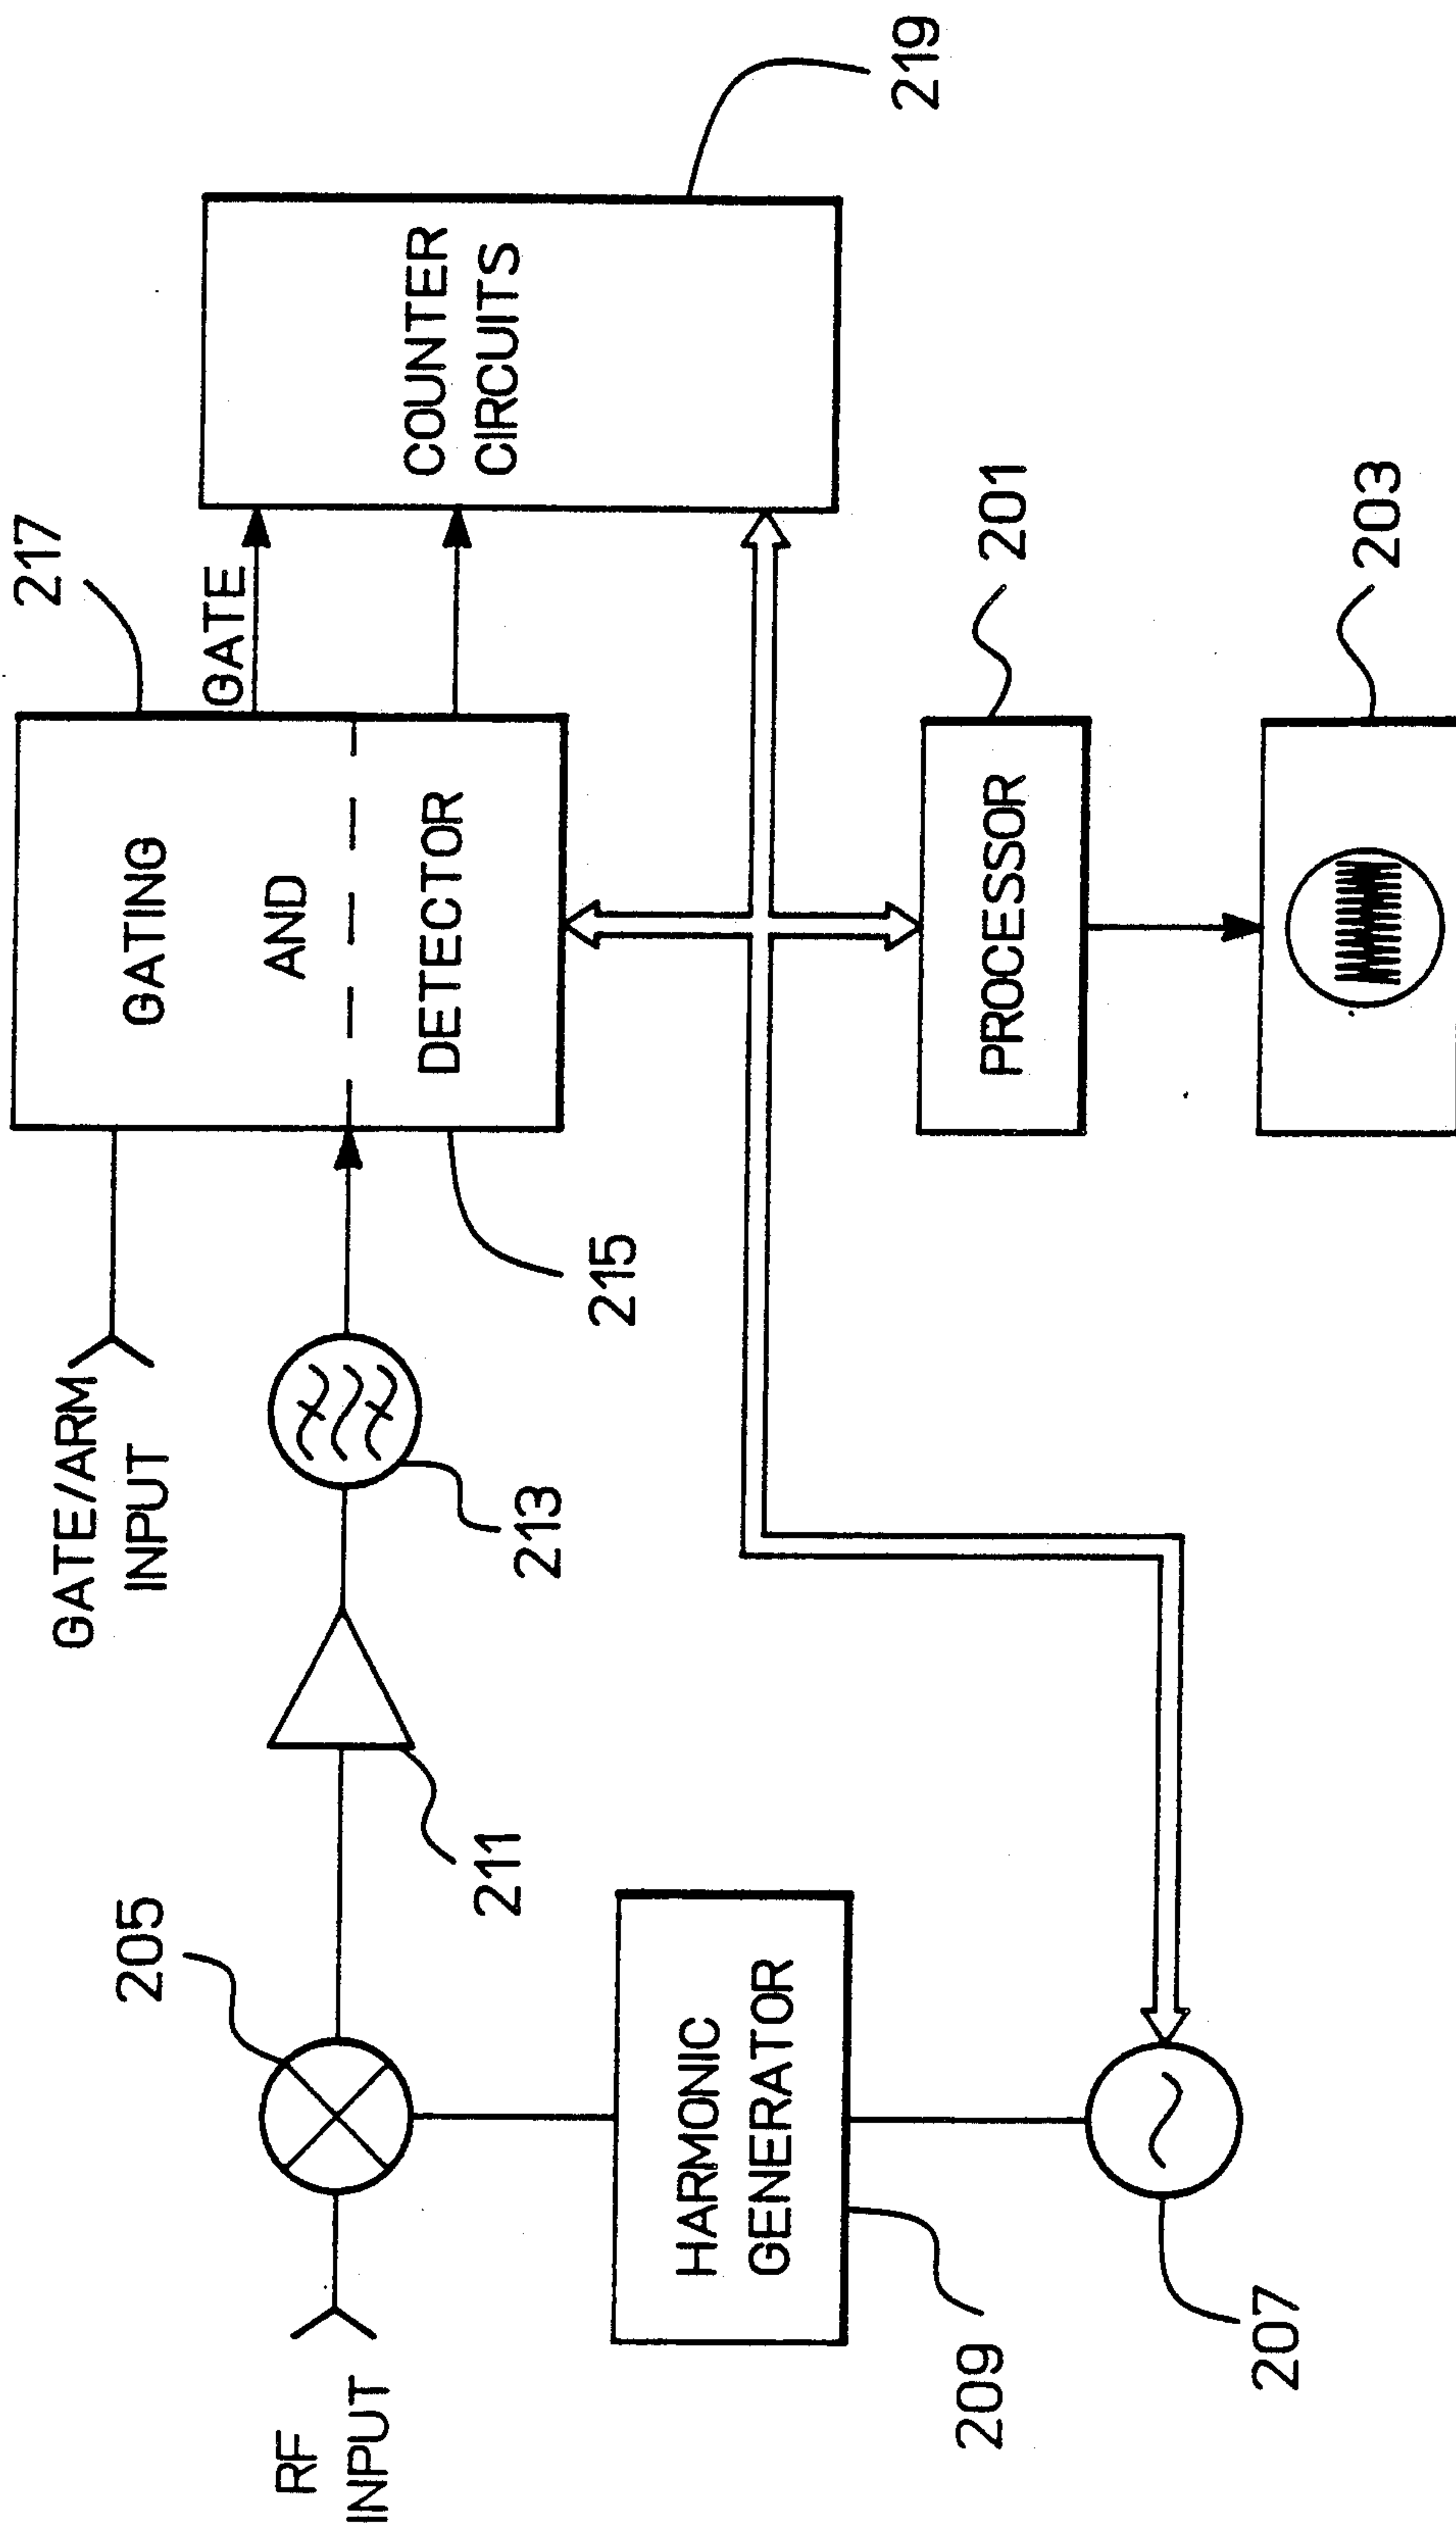 217
GATING
AND
DETECTOR
GATE
COUNTER
CIRCUITS
219
GATE/ARM
INPUT
205
RF
INPUT
211
213
215
HARMONIC
GENERATOR
209
207
PROCESSOR
201
203